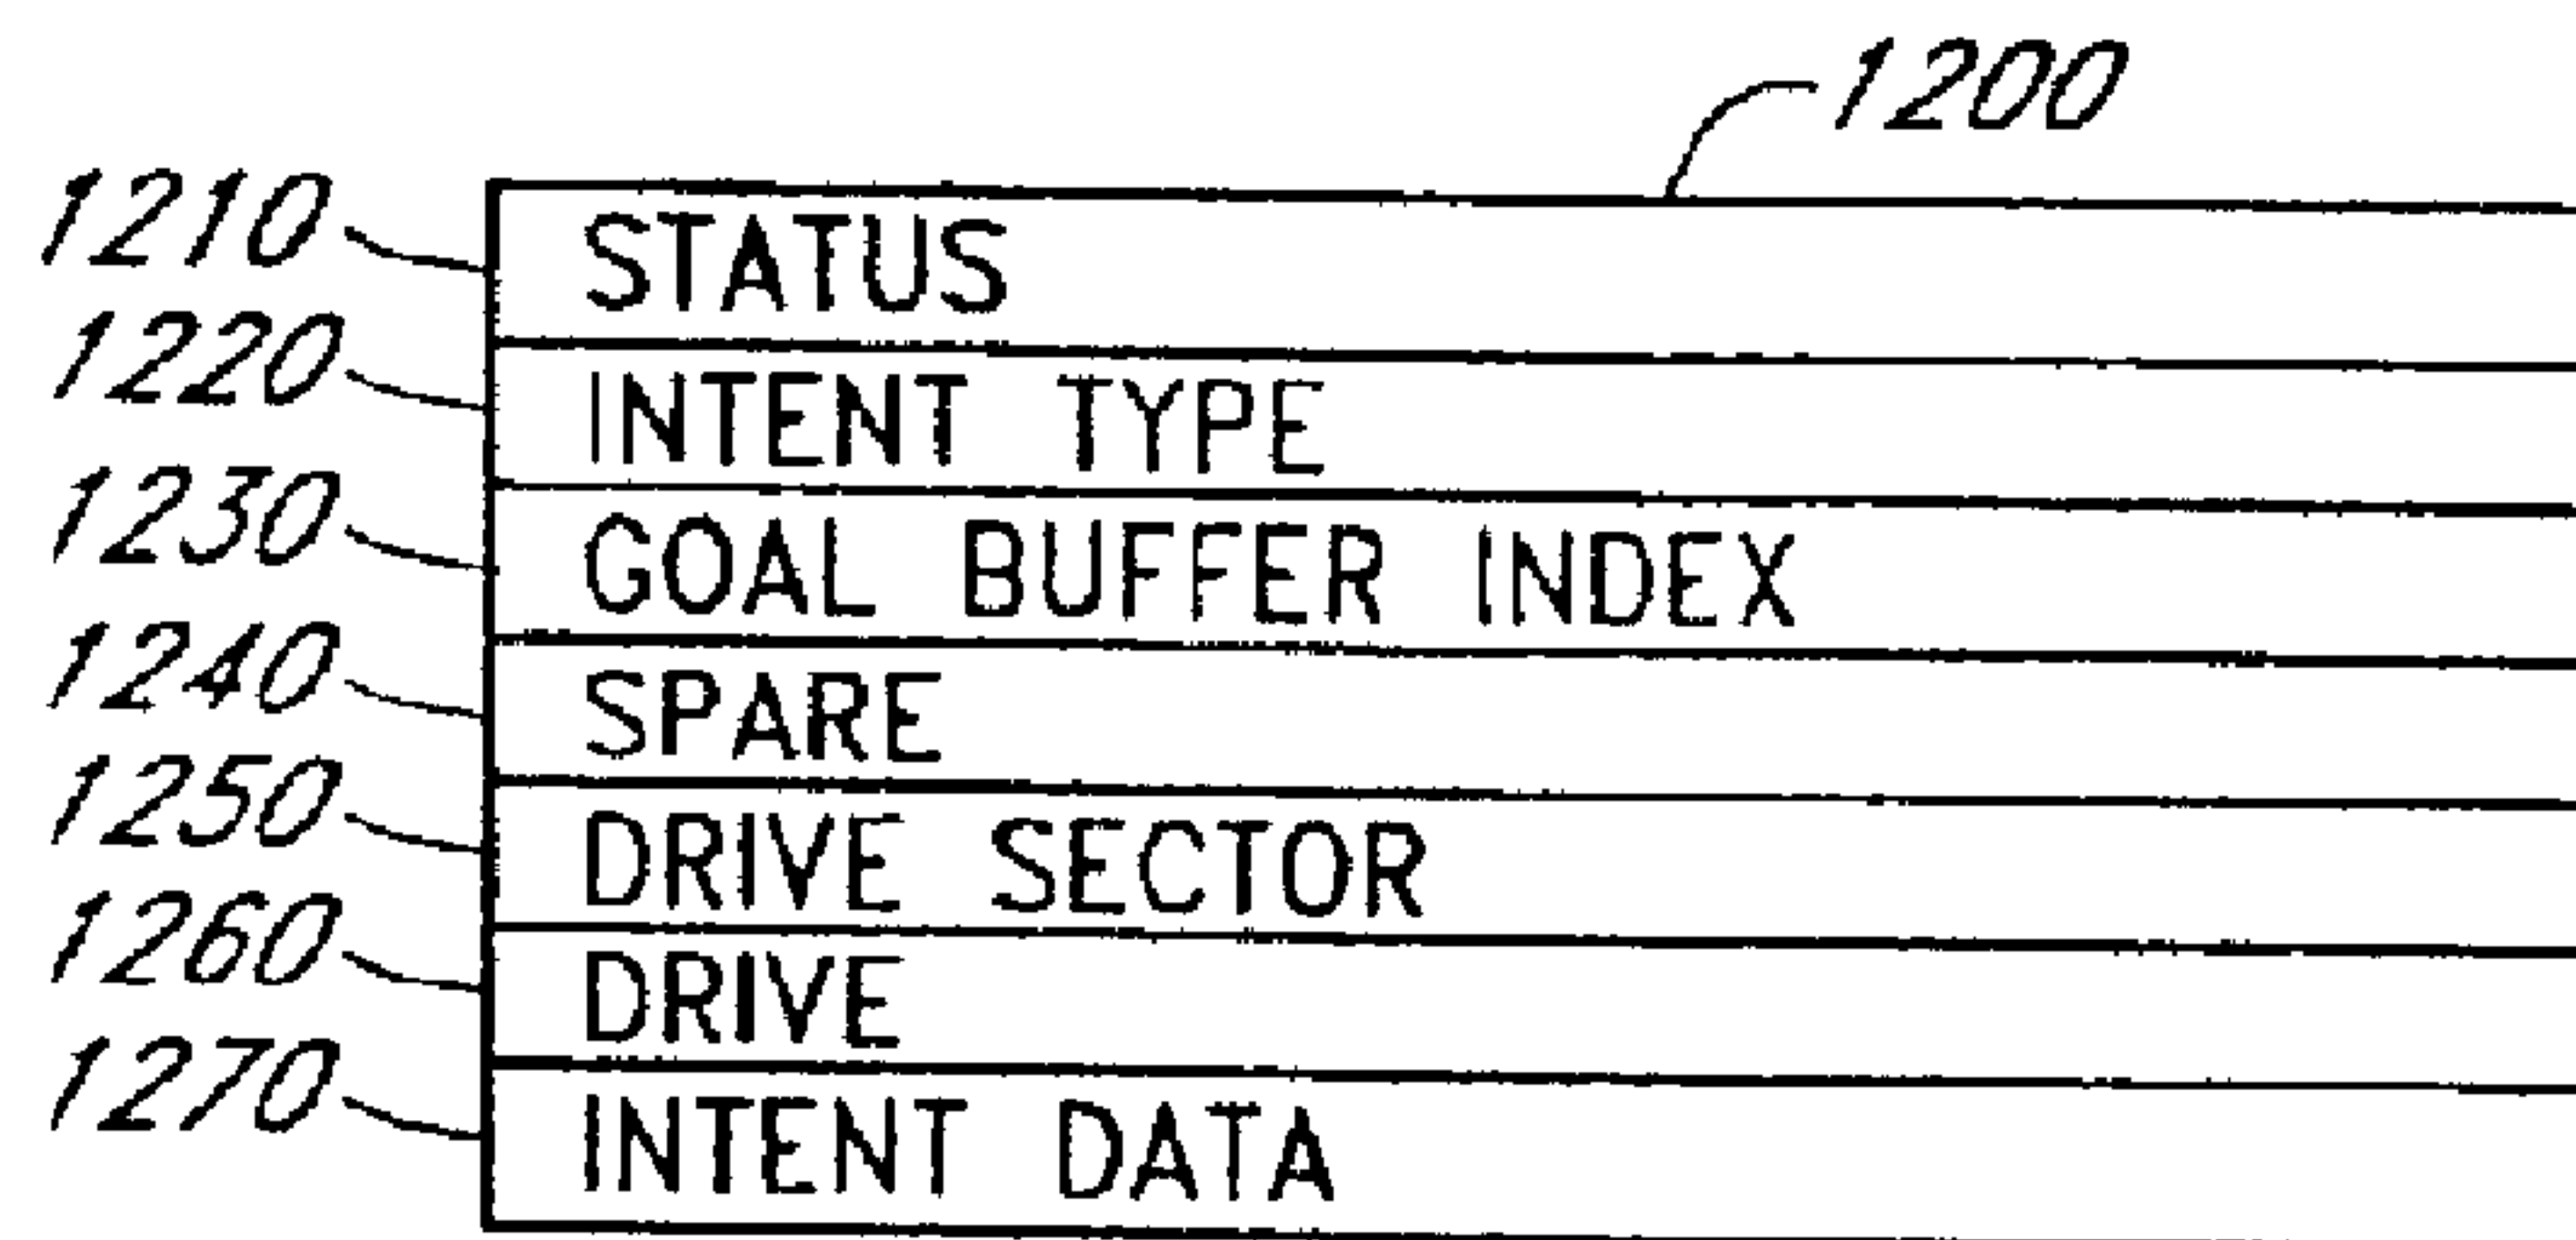 1200
1210 STATUS
1220 INTENT TYPE
1230 GOAL BUFFER INDEX
1240 SPARE
1250 DRIVE SECTOR
1260 DRIVE
1270 INTENT DATA